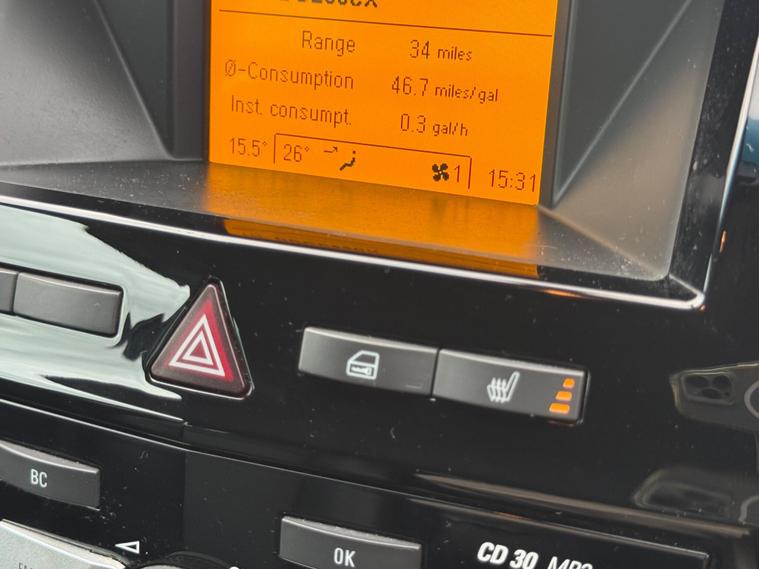 Range 34 miles
Ø-Consumption 46.7 miles/gal
Inst. consumpt. 0.3 gal/h
15.5° 26° 1 15:31
BC
OK
CD 30 MP3